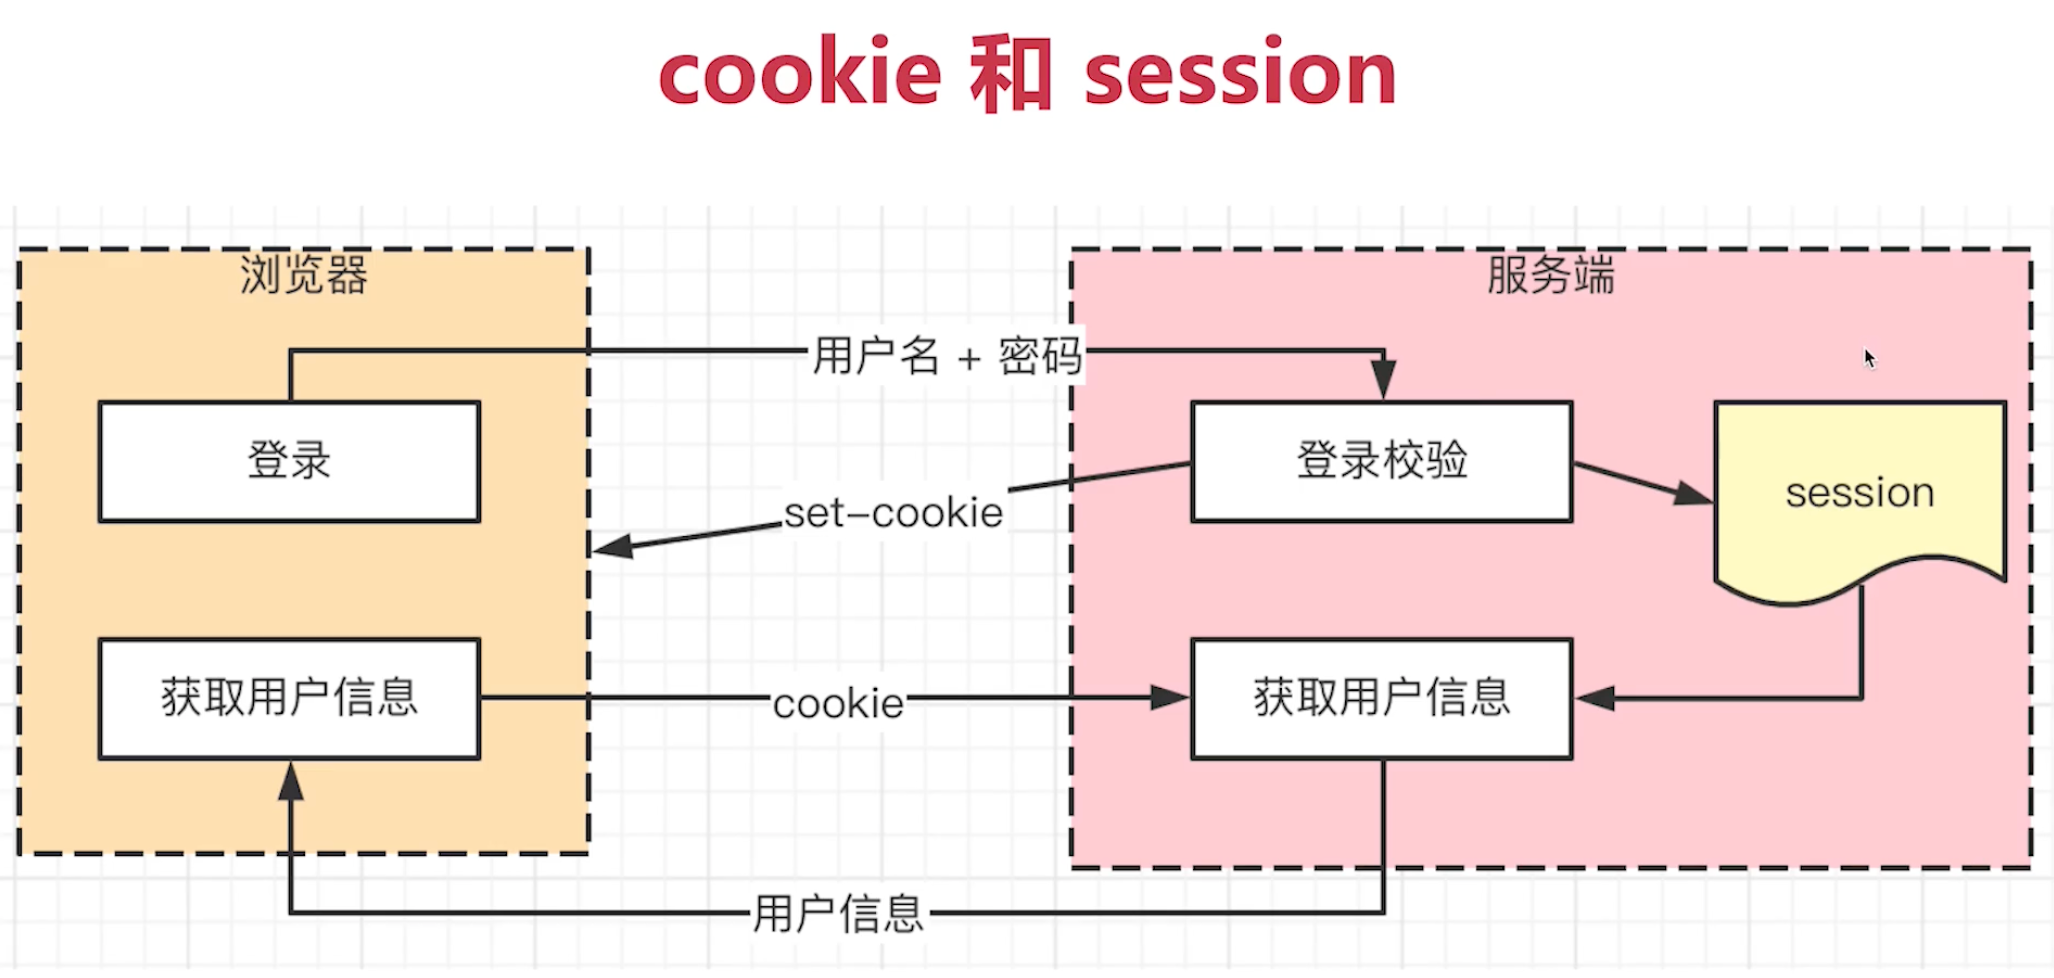 cookie 和 session
浏览器
服务端
用户名 + 密码
登录
登录校验
session
set-cookie
获取用户信息
cookie
获取用户信息
用户信息